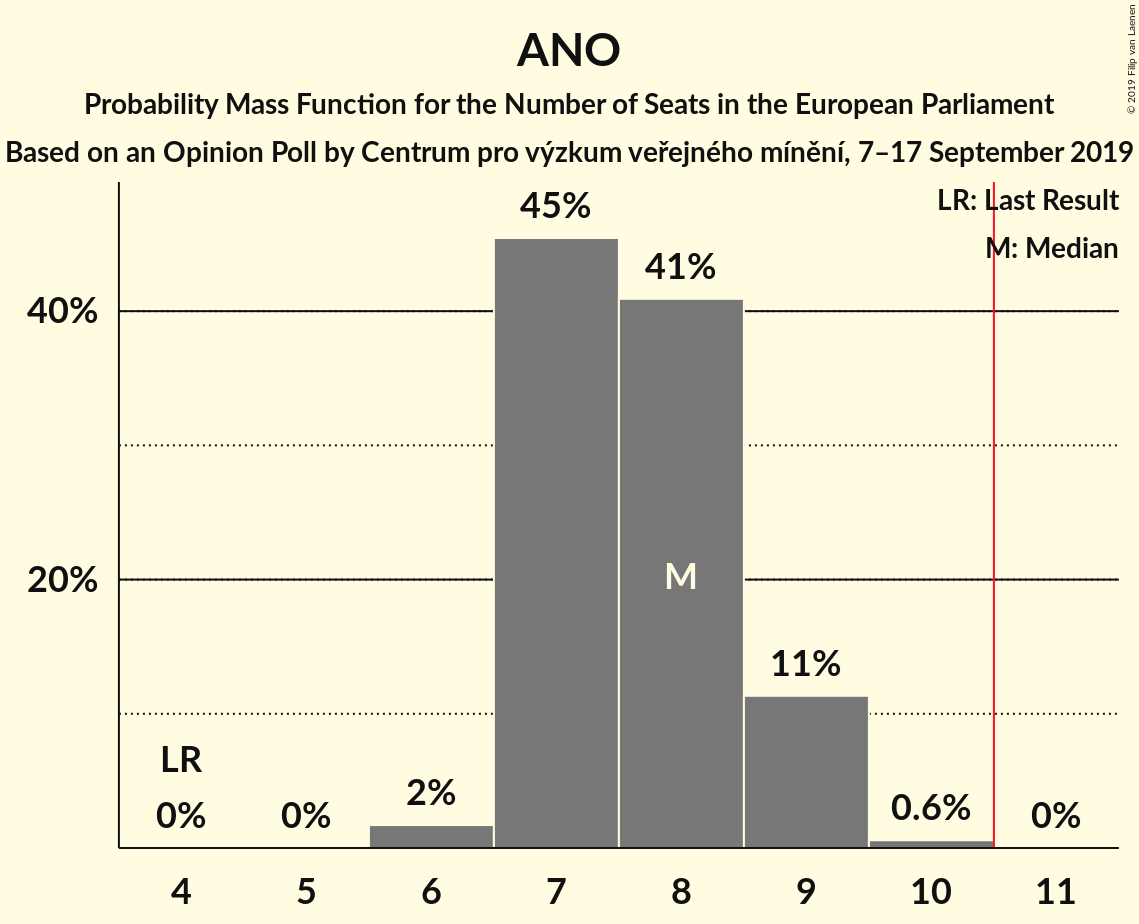 ANO
Probability Mass Function for the Number of Seats in the European Parliament
Based on an Opinion Poll by Centrum pro výzkum veřejného mínění, 7–17 September 2019
© 2019 Filip van Laenen
LR: Last Result
M: Median
45%
41%
40%
M
20%
11%
LR
0%
0%
2%
0.6%
0%
4 5 6 7 8 9 10 11